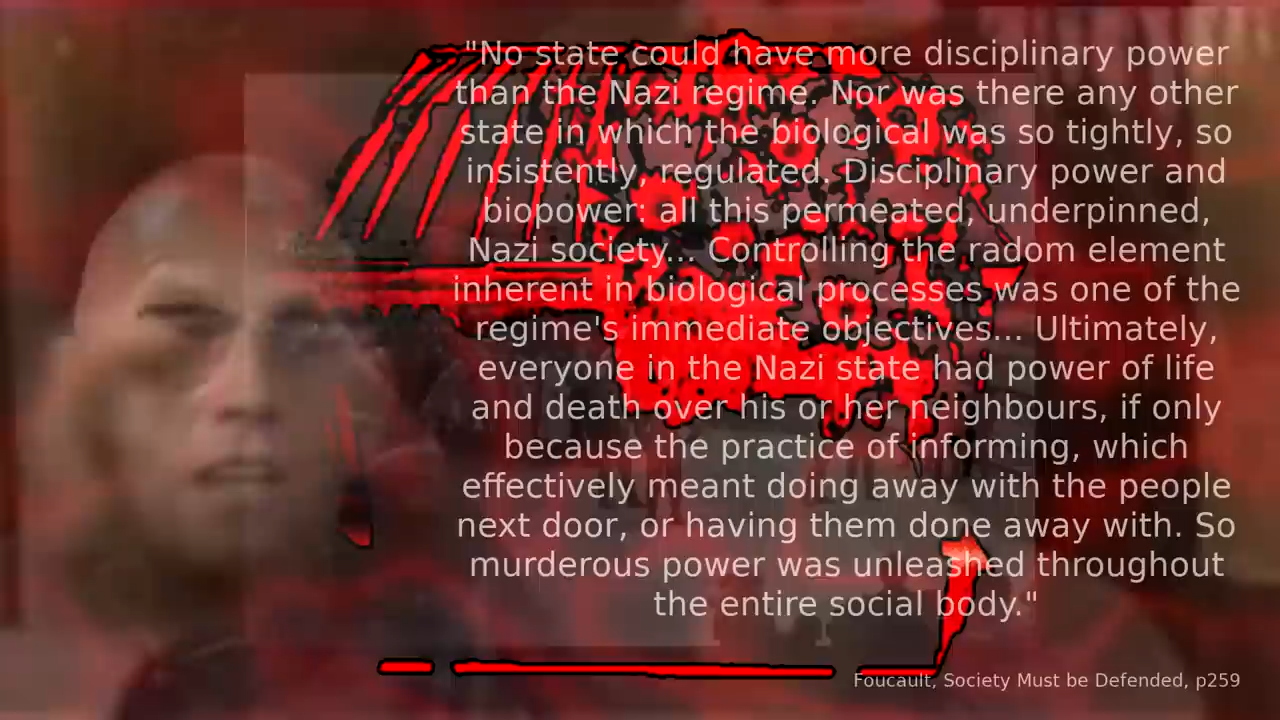 "No state could have more disciplinary power
than the Nazi regime. Nor was there any other
state in which the biological was so tightly, so
insistently, regulated. Disciplinary power and
biopower: all this permeated, underpinned,
Nazi society... Controlling the radom element
inherent in biological processes was one of the
regime's immediate objectives... Ultimately,
everyone in the Nazi state had power of life
and death over his or her neighbours, if only
because the practice of informing, which
effectively meant doing away with the people
next door, or having them done away with. So
murderous power was unleashed throughout
the entire social body."
Foucault, Society Must be Defended, p259